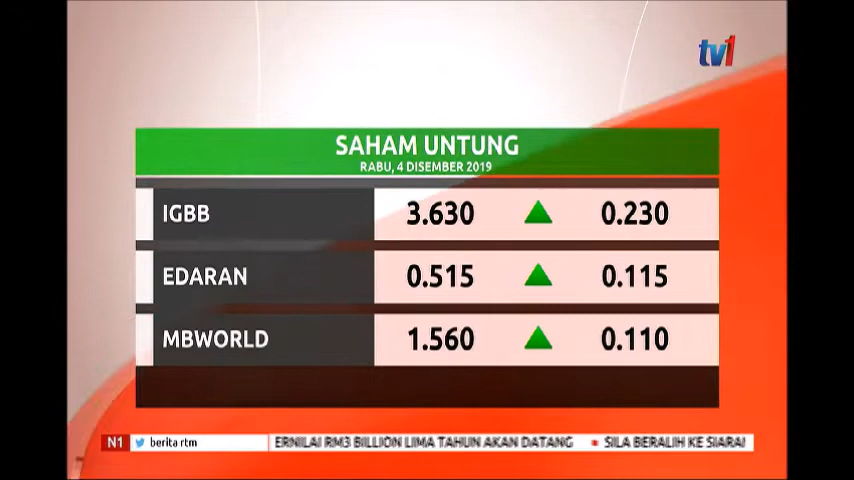 tv1
SAHAM UNTUNG
RABU, 4 DISEMBER 2019
IGBB 3.630 0.230
EDARAN 0.515 0.115
MBWORLD 1.560 0.110
N1 berita rtm ERNILAI RM3 BILLION LIMA TAHUN AKAN DATANG SILA BERALIH KE SIARA